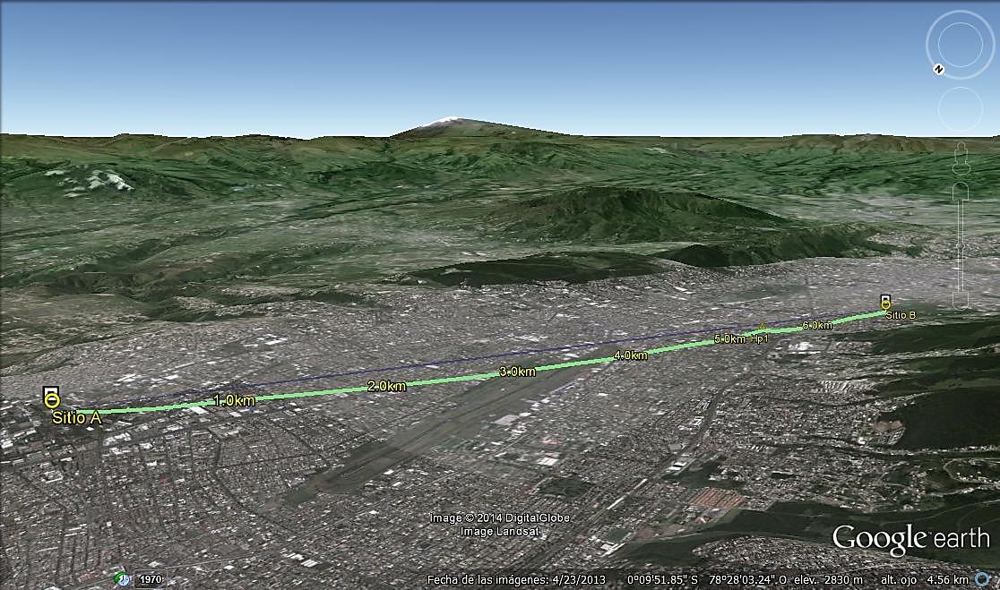 N
Sitio B
6.0km
5.0km Hp1
4.0km
3.0km
2.0km
1.0km
Sitio A
Image © 2014 DigitalGlobe
Image Landsat
Google earth
1970
Fecha de las imágenes: 4/23/2013 0°09'51.85" S 78°28'03.24" O elev. 2830 m alt. ojo 4.56 km